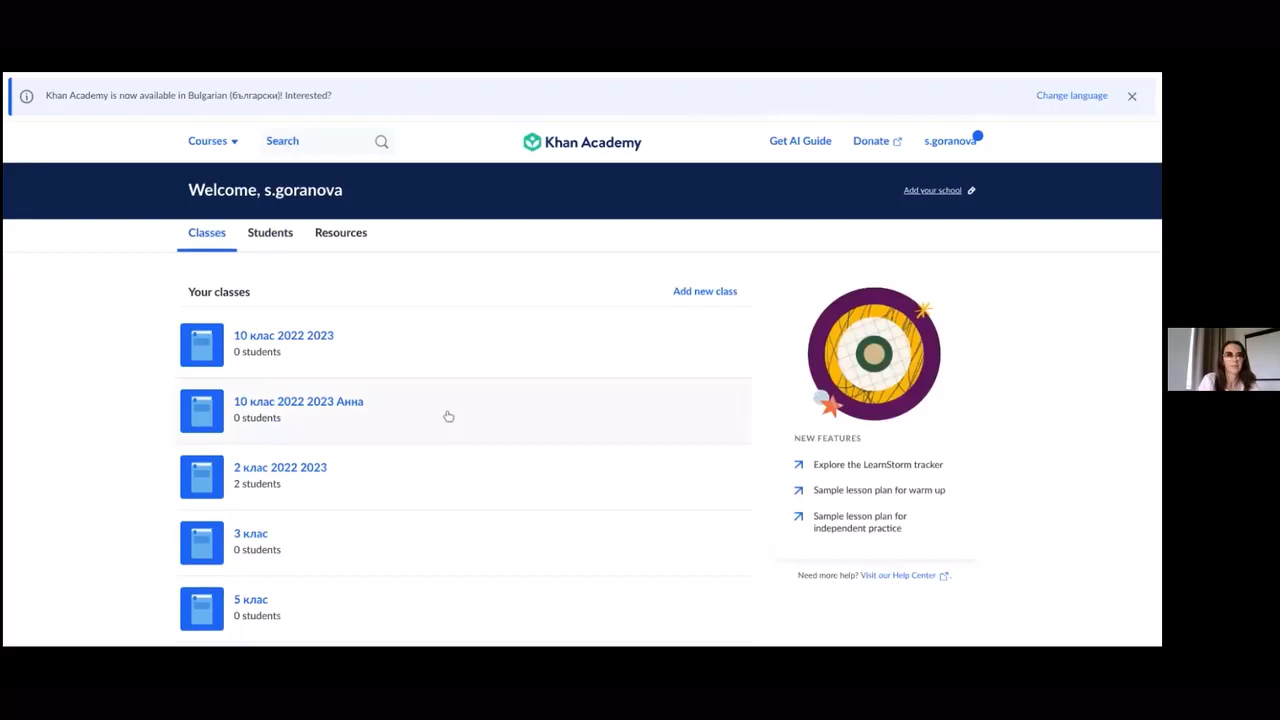 Khan Academy is now available in Bulgarian (български)! Interested?
Change language
Courses
Search
Khan Academy
Get AI Guide
Donate
s.goranova
Welcome, s.goranova
Add your school
Classes
Students
Resources
Your classes
Add new class
10 клас 2022 2023
0 students
10 клас 2022 2023 Анна
0 students
2 клас 2022 2023
2 students
3 клас
0 students
5 клас
0 students
NEW FEATURES
Explore the LearnStorm tracker
Sample lesson plan for warm up
Sample lesson plan for
independent practice
Need more help? Visit our Help Center.